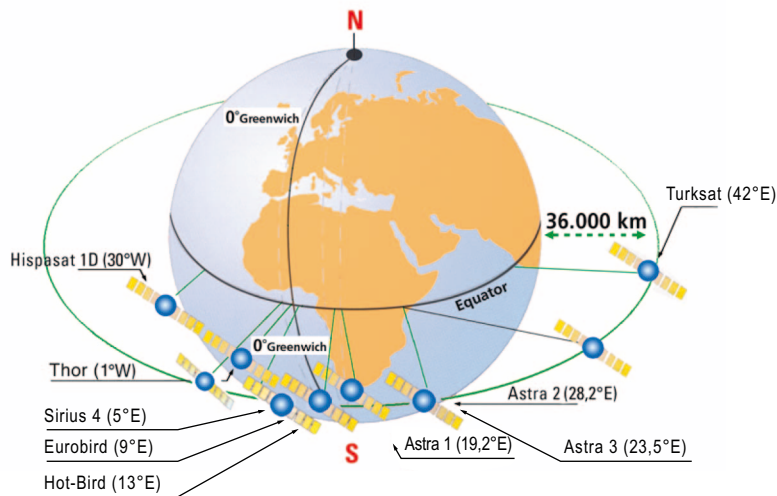 N
0°Greenwich
Turksat (42°E)
36.000 km
Hispasat 1D (30°W)
Equator
0°Greenwich
Thor (1°W)
Astra 2 (28,2°E)
Sirius 4 (5°E)
Eurobird (9°E)
S
Astra 1 (19,2°E)
Astra 3 (23,5°E)
Hot-Bird (13°E)